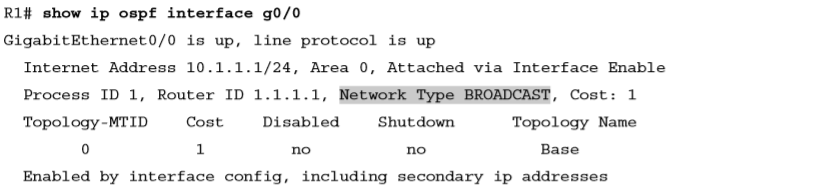 R1# show ip ospf interface g0/0
GigabitEthernet0/0 is up, line protocol is up
Internet Address 10.1.1.1/24, Area 0, Attached via Interface Enable
Process ID 1, Router ID 1.1.1.1, Network Type BROADCAST, Cost: 1
Topology-MTID Cost Disabled Shutdown Topology Name
0 1 no no Base
Enabled by interface config, including secondary ip addresses